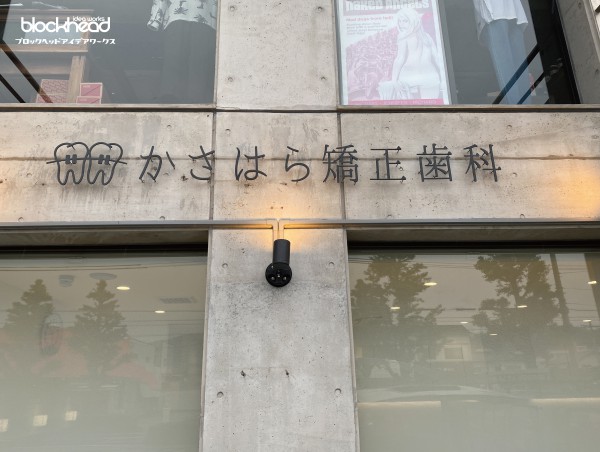 idea works
blockhead
ブロックヘッドアイデアワークス
かさはら矯正歯科